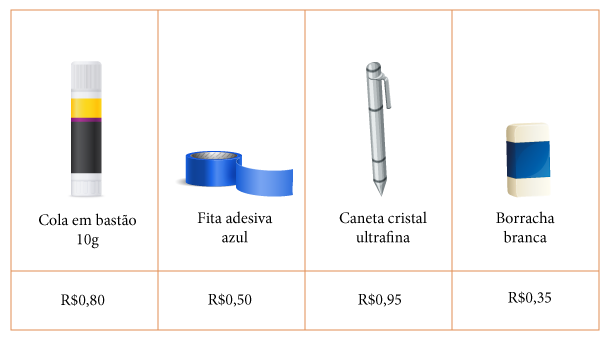 Cola em bastão
10g
Fita adesiva
azul
Caneta cristal
ultrafina
Borracha
branca
R$0,80
R$0,50
R$0,95
R$0,35